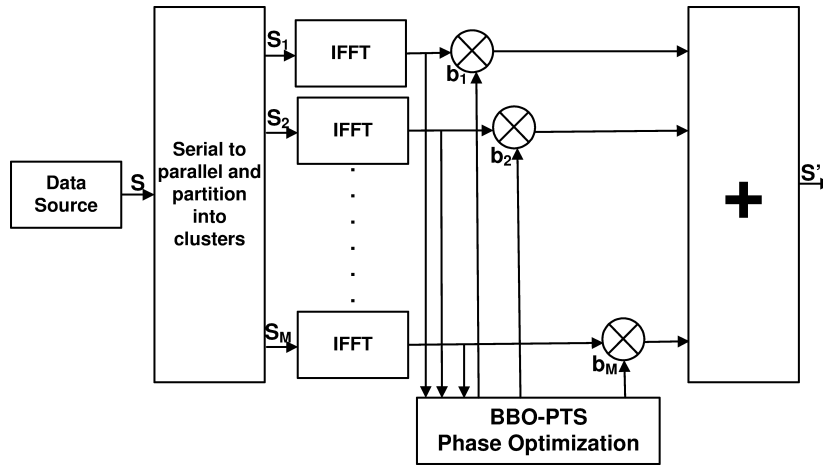 Data
Source
S
Serial to
parallel and
partition
into
clusters
S1
IFFT
b1
S2
IFFT
b2
SM
IFFT
bM
BBO-PTS
Phase Optimization
+
S'